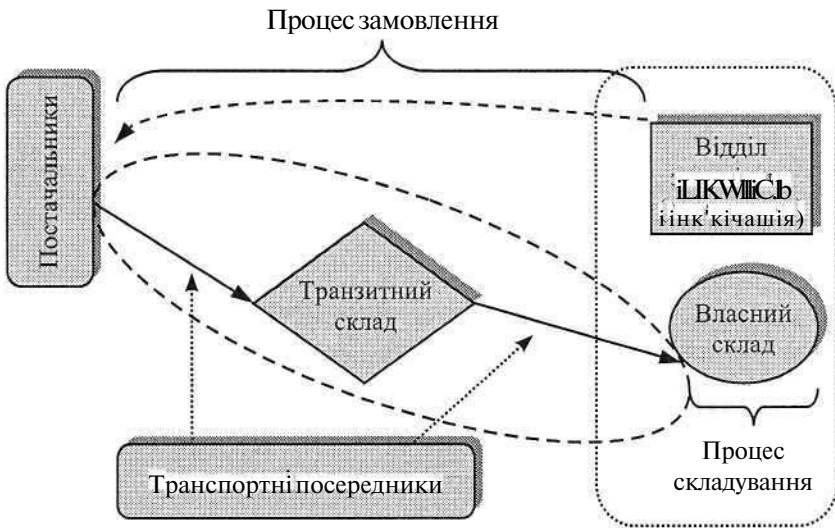 Процес замовлення
Постачальники
Відділ
Транзитний
склад
Власний
склад
Процес
складування
Транспортні посередники